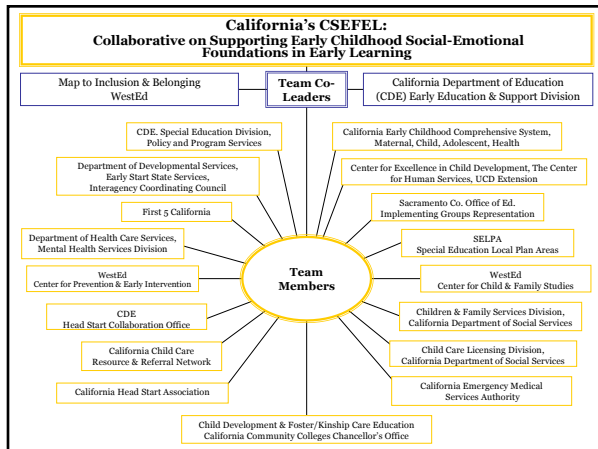 California's CSEFEL:
Collaborative on Supporting Early Childhood Social-Emotional
Foundations in Early Learning
Map to Inclusion & Belonging
WestEd
Team Co-
Leaders
California Department of Education
(CDE) Early Education & Support Division
CDE. Special Education Division,
Policy and Program Services
California Early Childhood Comprehensive System,
Maternal, Child, Adolescent, Health
Department of Developmental Services,
Early Start State Services,
Interagency Coordinating Council
Center for Excellence in Child Development, The Center
for Human Services, UCD Extension
First 5 California
Sacramento Co. Office of Ed.
Implementing Groups Representation
Department of Health Care Services,
Mental Health Services Division
SELPA
Special Education Local Plan Areas
Team
Members
WestEd
Center for Prevention & Early Intervention
WestEd
Center for Child & Family Studies
CDE
Head Start Collaboration Office
Children & Family Services Division,
California Department of Social Services
California Child Care
Resource & Referral Network
Child Care Licensing Division,
California Department of Social Services
California Head Start Association
California Emergency Medical
Services Authority
Child Development & Foster/Kinship Care Education
California Community Colleges Chancellor's Office